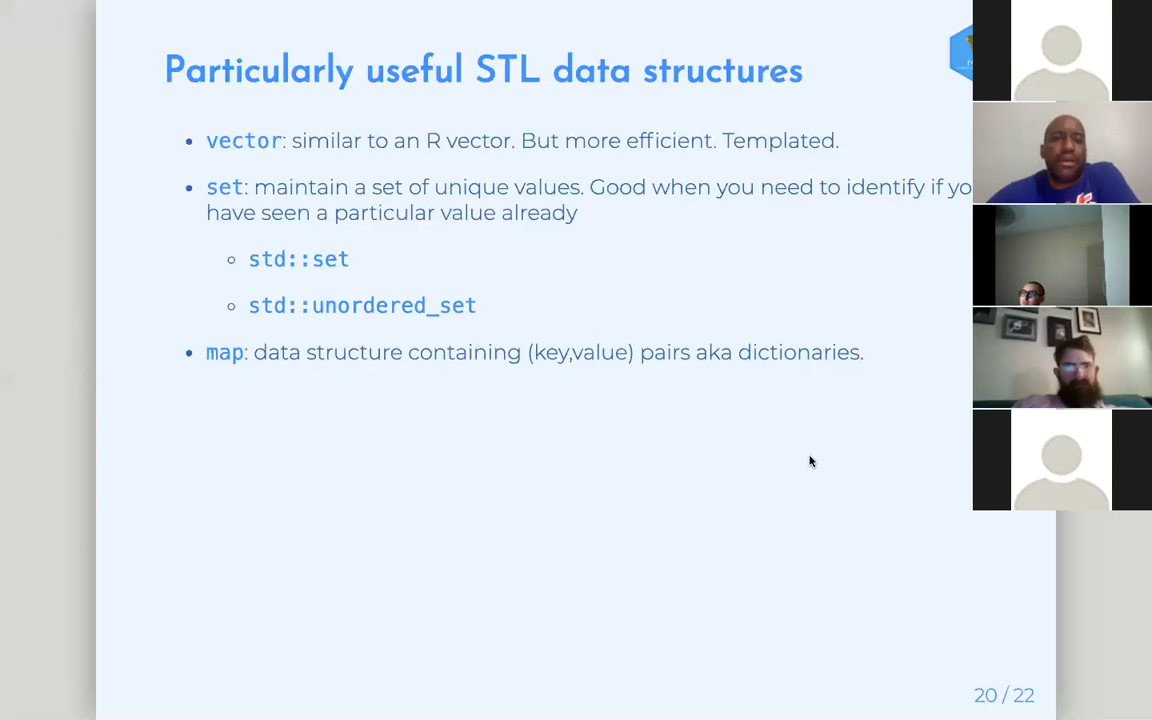 Particularly useful STL data structures
vector: similar to an R vector. But more efficient. Templated.
set: maintain a set of unique values. Good when you need to identify if yo
have seen a particular value already
std::set
std::unordered_set
map: data structure containing (key,value) pairs aka dictionaries.
20 / 22